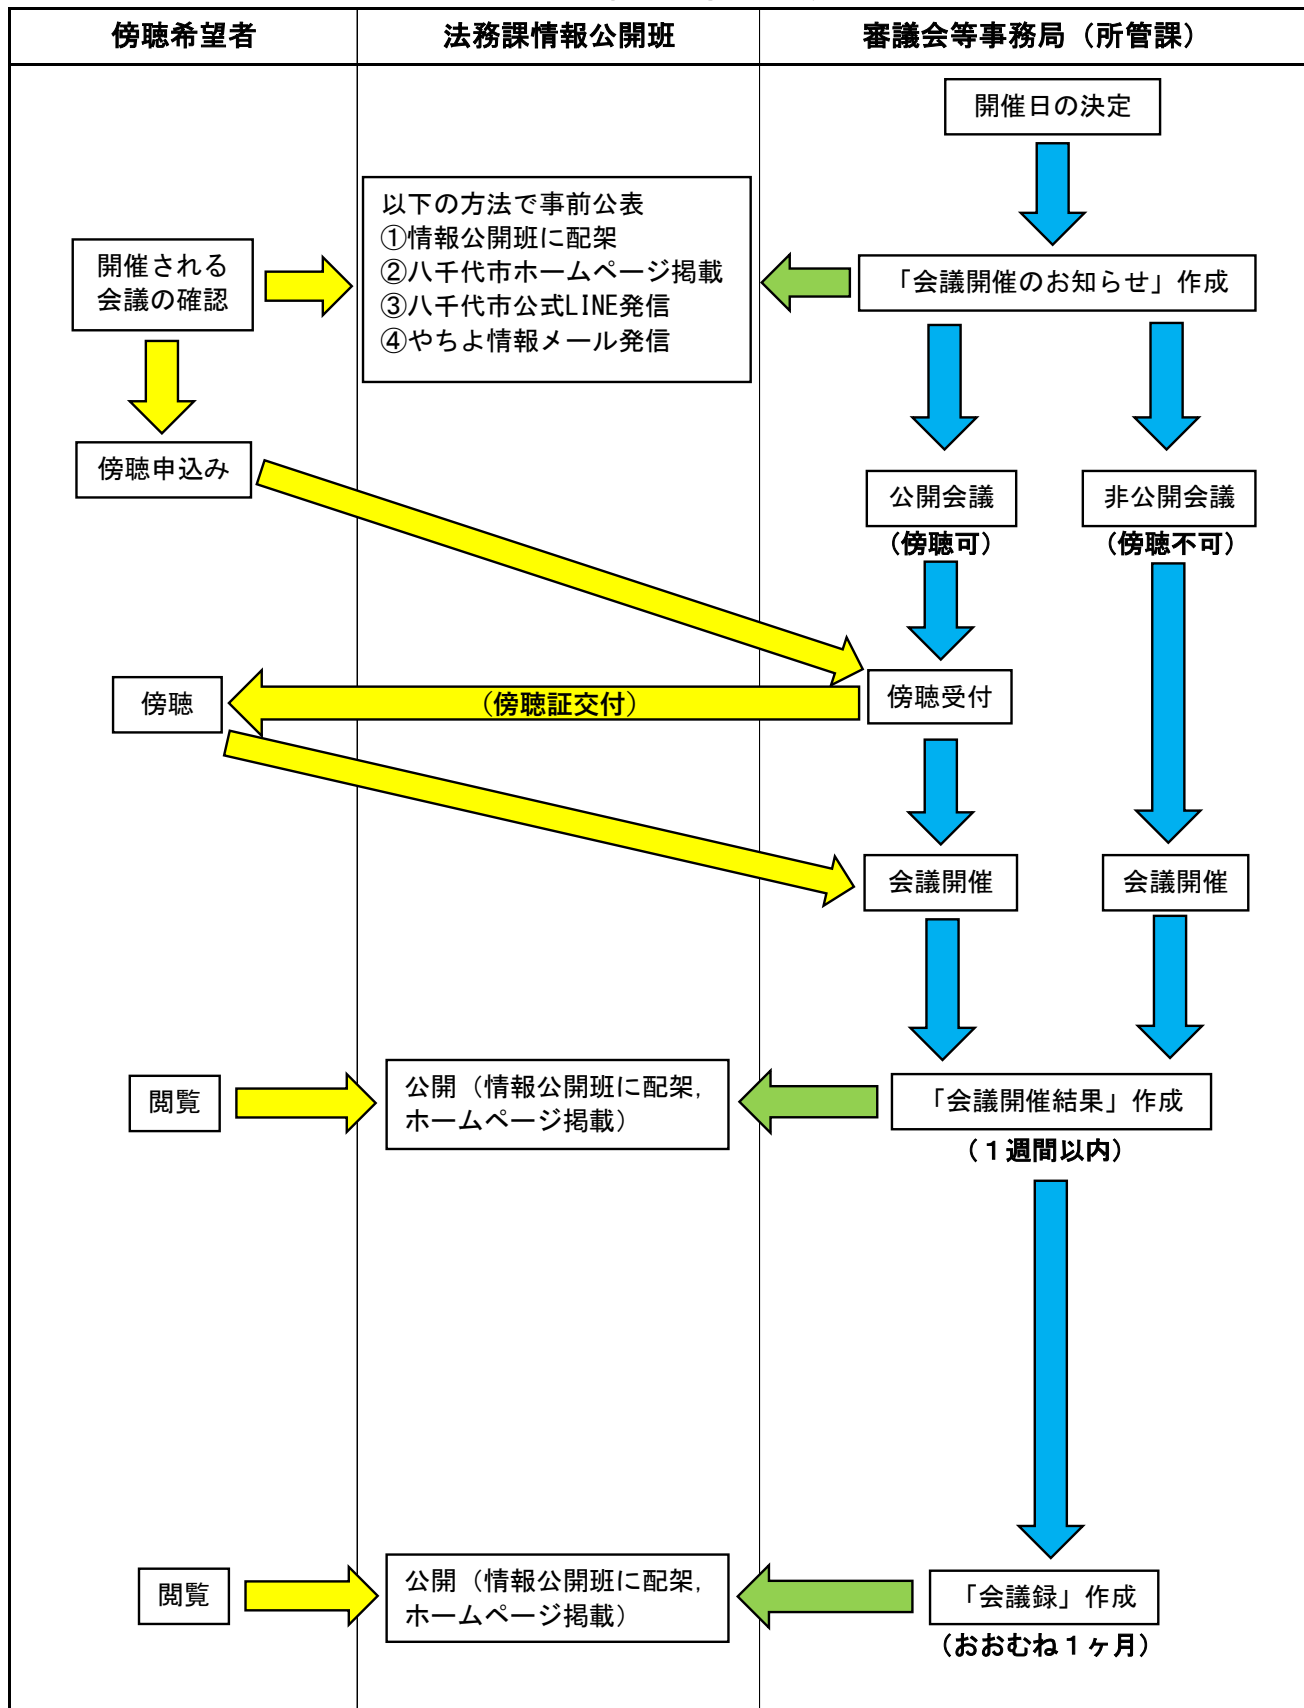 傍聴希望者
法務課情報公開班
審議会等事務局（所管課）
開催日の決定
以下の方法で事前公表
①情報公開班に配架
②八千代市ホームページ掲載
③八千代市公式LINE発信
④やちよ情報メール発信
開催される
会議の確認
「会議開催のお知らせ」作成
傍聴申込み
公開会議
（傍聴可）
非公開会議
（傍聴不可）
傍聴
（傍聴証交付）
傍聴受付
会議開催
会議開催
閲覧
公開（情報公開班に配架,
ホームページ掲載）
「会議開催結果」作成
（１週間以内）
閲覧
公開（情報公開班に配架,
ホームページ掲載）
「会議録」作成
（おおむね１ヶ月）